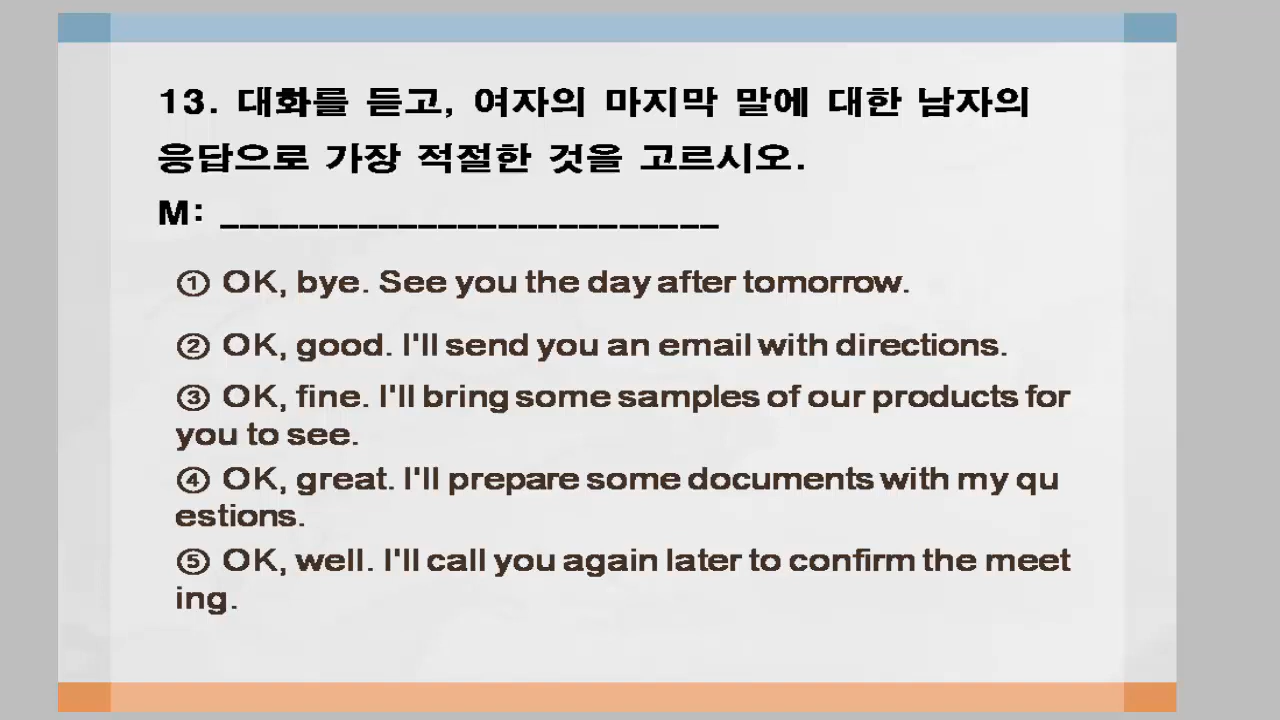 13. 대화를 듣고, 여자의 마지막 말에 대한 남자의
응답으로 가장 적절한 것을 고르시오.
M: _________________________
① OK, bye. See you the day after tomorrow.
② OK, good. I'll send you an email with directions.
③ OK, fine. I'll bring some samples of our products for
you to see.
④ OK, great. I'll prepare some documents with my qu
estions.
⑤ OK, well. I'll call you again later to confirm the meet
ing.